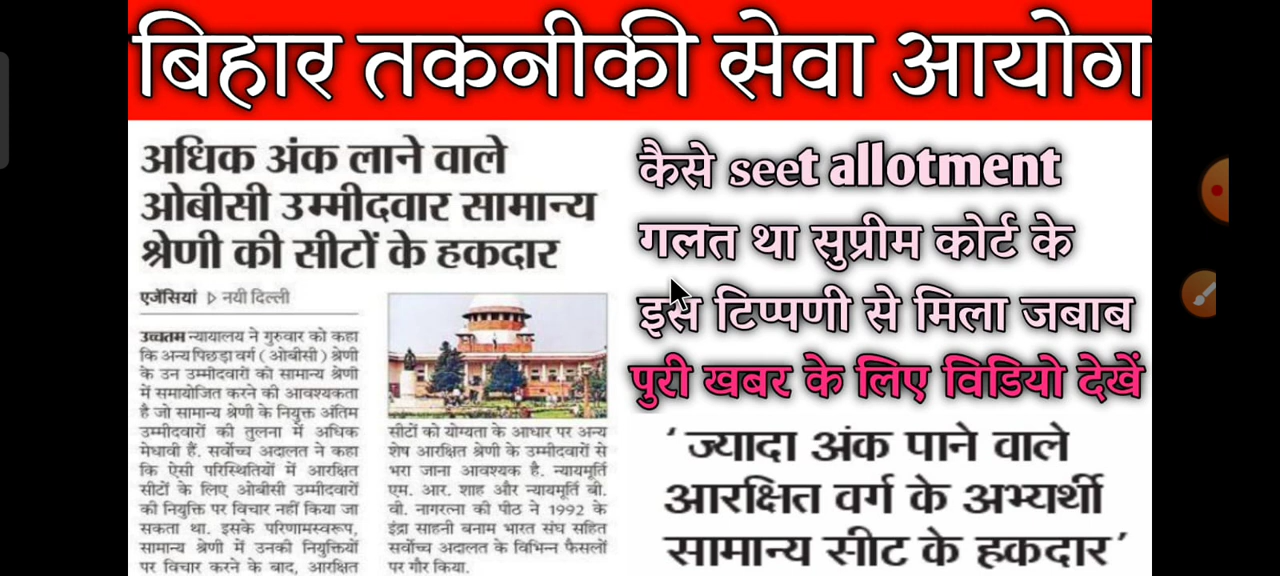 बिहार तकनीकी सेवा आयोग
अधिक अंक लाने वाले
ओबीसी उम्मीदवार सामान्य
श्रेणी की सीटों के हकदार
एजेंसियां ▷ नयी दिल्ली
उच्चतम न्यायालय ने गुरुवार को कहा
कि अन्य पिछड़ा वर्ग (ओबीसी) श्रेणी
के उन उम्मीदवारों को सामान्य श्रेणी
में समायोजित करने की आवश्यकता
है जो सामान्य श्रेणी के नियुक्त अंतिम
उम्मीदवारों की तुलना में अधिक
मेधावी हैं. सर्वोच्च अदालत ने कहा
कि ऐसी परिस्थितियों में आरक्षित
सीटों के लिए ओबीसी उम्मीदवारों
की नियुक्ति पर विचार नहीं किया जा
सकता था. इसके परिणामस्वरूप,
सामान्य श्रेणी में उनकी नियुक्तियों
पर विचार करने के बाद, आरक्षित
सीटों को योग्यता के आधार पर अन्य
शेष आरक्षित श्रेणी के उम्मीदवारों से
भरा जाना आवश्यक है. न्यायमूर्ति
एम. आर. शाह और न्यायमूर्ति बी.
वी. नागरत्ना की पीठ ने 1992 के
इंद्रा साहनी बनाम भारत संघ सहित
सर्वोच्च अदालत के विभिन्न फैसलों
पर गौर किया.
कैसे seet allotment
गलत था सुप्रीम कोर्ट के
इस टिप्पणी से मिला जबाब
पुरी खबर के लिए विडियो देखें
‘ ज्यादा अंक पाने वाले
आरक्षित वर्ग के अभ्यर्थी
सामान्य सीट के हकदार ’